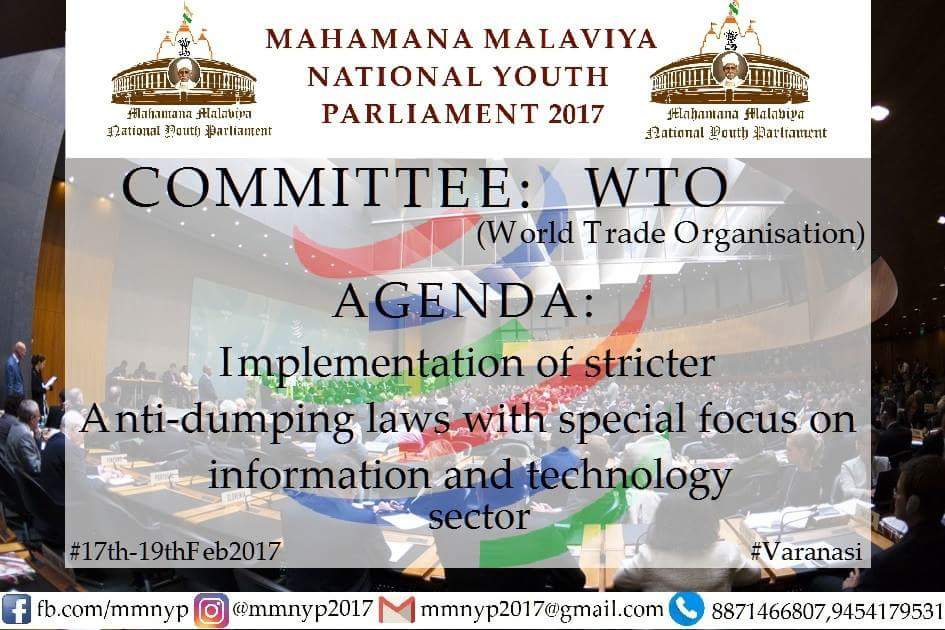 MAHAMANA MALAVIYA
NATIONAL YOUTH
PARLIAMENT 2017
Mahamana Malaviya
National Youth Parliament
Mahamana Malaviya
National Youth Parliament
COMMITTEE: WTO
(World Trade Organisation)
AGENDA:
Implementation of stricter
Anti-dumping laws with special focus on
information and technology
sector
#17th-19thFeb2017
#Varanasi
fb.com/mmnyp
@mmnyp2017
mmnyp2017@gmail.com
8871466807,9454179531